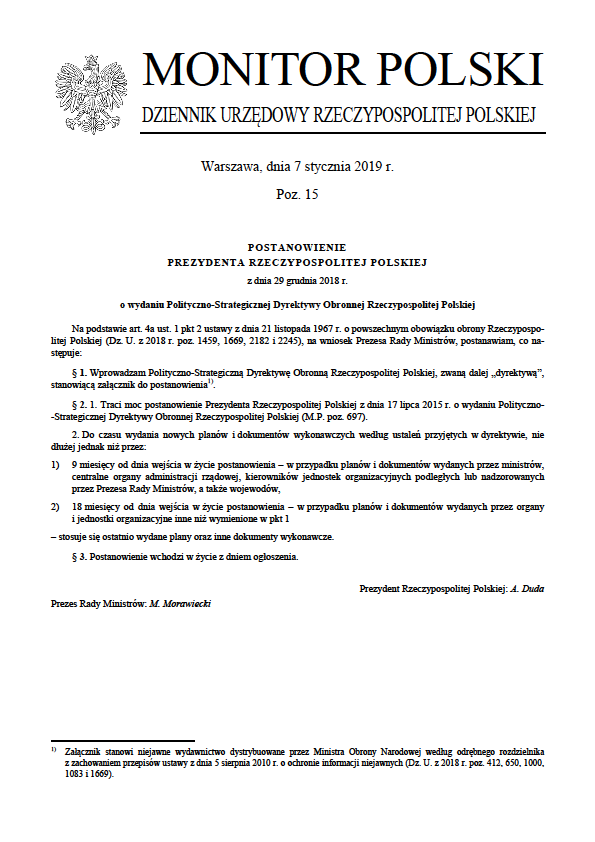 MONITOR POLSKI
DZIENNIK URZĘDOWY RZECZYPOSPOLITEJ POLSKIEJ
Warszawa, dnia 7 stycznia 2019 r.
Poz. 15
POSTANOWIENIE
PREZYDENTA RZECZYPOSPOLITEJ POLSKIEJ
z dnia 29 grudnia 2018 r.
o wydaniu Polityczno-Strategicznej Dyrektywy Obronnej Rzeczypospolitej Polskiej
Na podstawie art. 4a ust. 1 pkt 2 ustawy z dnia 21 listopada 1967 r. o powszechnym obowiązku obrony Rzeczypospo-
litej Polskiej (Dz. U. z 2018 r. poz. 1459, 1669, 2182 i 2245), na wniosek Prezesa Rady Ministrów, postanawiam, co na-
stępuje:
§ 1. Wprowadzam Polityczno-Strategiczną Dyrektywę Obronną Rzeczypospolitej Polskiej, zwaną dalej „dyrektywą”,
stanowiącą załącznik do postanowienia1).
§ 2. 1. Traci moc postanowienie Prezydenta Rzeczypospolitej Polskiej z dnia 17 lipca 2015 r. o wydaniu Polityczno-
-Strategicznej Dyrektywy Obronnej Rzeczypospolitej Polskiej (M.P. poz. 697).
2. Do czasu wydania nowych planów i dokumentów wykonawczych według ustaleń przyjętych w dyrektywie, nie
dłużej jednak niż przez:
1) 9 miesięcy od dnia wejścia w życie postanowienia – w przypadku planów i dokumentów wydanych przez ministrów,
centralne organy administracji rządowej, kierowników jednostek organizacyjnych podległych lub nadzorowanych
przez Prezesa Rady Ministrów, a także wojewodów,
2) 18 miesięcy od dnia wejścia w życie postanowienia – w przypadku planów i dokumentów wydanych przez organy
i jednostki organizacyjne inne niż wymienione w pkt 1
– stosuje się ostatnio wydane plany oraz inne dokumenty wykonawcze.
§ 3. Postanowienie wchodzi w życie z dniem ogłoszenia.
Prezydent Rzeczypospolitej Polskiej: A. Duda
Prezes Rady Ministrów: M. Morawiecki
1) Załącznik stanowi niejawne wydawnictwo dystrybuowane przez Ministra Obrony Narodowej według odrębnego rozdzielnika
z zachowaniem przepisów ustawy z dnia 5 sierpnia 2010 r. o ochronie informacji niejawnych (Dz. U. z 2018 r. poz. 412, 650, 1000,
1083 i 1669).